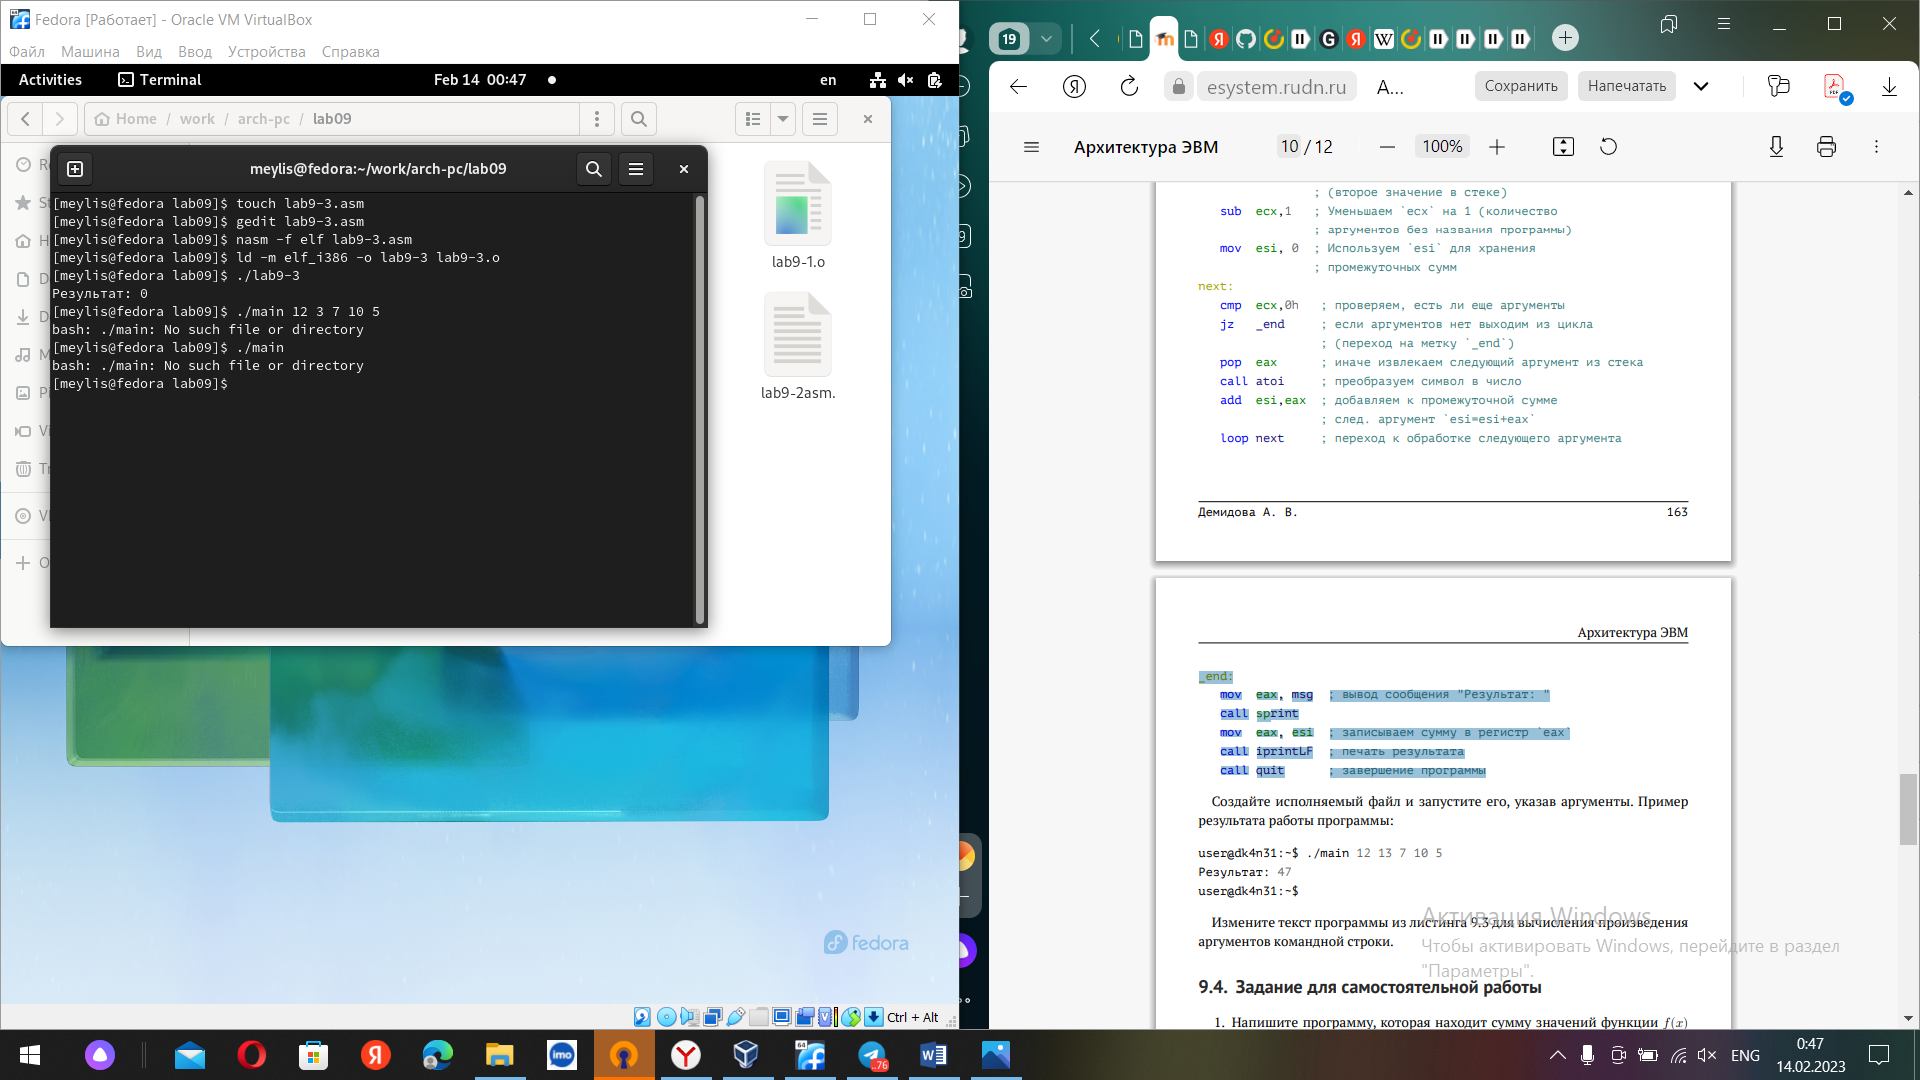 Fedora [Работает] - Oracle VM VirtualBox
Файл Машина Вид Ввод Устройства Справка
Activities Terminal Feb 14 00:47 en
Home / work / arch-pc / lab09
meylis@fedora:~/work/arch-pc/lab09
[meylis@fedora lab09]$ touch lab9-3.asm
[meylis@fedora lab09]$ gedit lab9-3.asm
[meylis@fedora lab09]$ nasm -f elf lab9-3.asm
[meylis@fedora lab09]$ ld -m elf_i386 -o lab9-3 lab9-3.o
[meylis@fedora lab09]$ ./lab9-3
Результат: 0
[meylis@fedora lab09]$ ./main 12 3 7 10 5
bash: ./main: No such file or directory
[meylis@fedora lab09]$ ./main
bash: ./main: No such file or directory
[meylis@fedora lab09]$
lab9-1.o
lab9-2asm.
fedora
Ctrl + Alt
19
esystem.rudn.ru А... Сохранить Напечатать
Архитектура ЭВМ 10 / 12 100%
; (второе значение в стеке)
sub ecx,1 ; Уменьшаем `ecx` на 1 (количество
; аргументов без названия программы)
mov esi, 0 ; Используем `esi` для хранения
; промежуточных сумм
next:
cmp ecx,0h ; проверяем, есть ли еще аргументы
jz _end ; если аргументов нет выходим из цикла
; (переход на метку `_end`)
pop eax ; иначе извлекаем следующий аргумент из стека
call atoi ; преобразуем символ в число
add esi,eax ; добавляем к промежуточной сумме
; след. аргумент `esi=esi+eax`
loop next ; переход к обработке следующего аргумента
Демидова А. В. 163
Архитектура ЭВМ
_end:
mov eax, msg ; вывод сообщения "Результат: "
call sprint
mov eax, esi ; записываем сумму в регистр `eax`
call iprintLF ; печать результата
call quit ; завершение программы
Создайте исполняемый файл и запустите его, указав аргументы. Пример
результата работы программы:
user@dk4n31:~$ ./main 12 13 7 10 5
Результат: 47
user@dk4n31:~$
Измените текст программы из листинга 9.3 для вычисления произведения
аргументов командной строки.
Активация Windows
Чтобы активировать Windows, перейдите в раздел
"Параметры".
9.4. Задание для самостоятельной работы
1. Напишите программу, которая находит сумму значений функции f(x)
imo
64
..76
ENG
0:47
14.02.2023